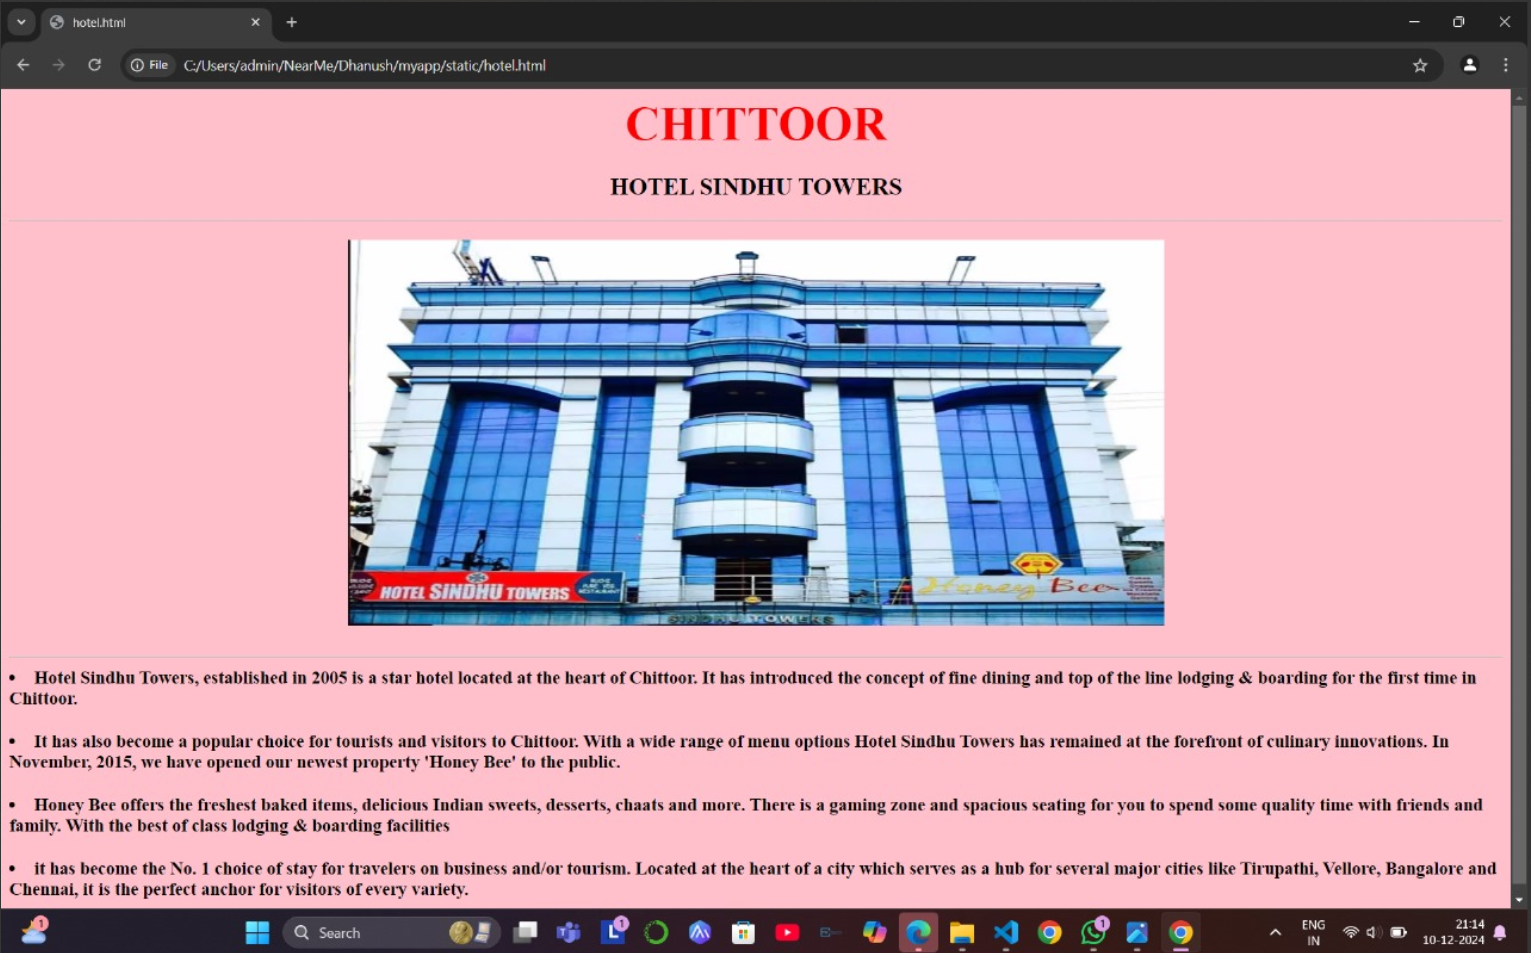 hotel.html
File
C:/Users/admin/NearMe/Dhanush/myapp/static/hotel.html
CHITTOOR
HOTEL SINDHU TOWERS
HOTEL SINDHU TOWERS
Honey Bee
SINDHU TOWERS
• Hotel Sindhu Towers, established in 2005 is a star hotel located at the heart of Chittoor. It has introduced the concept of fine dining and top of the line lodging & boarding for the first time in
Chittoor.
• It has also become a popular choice for tourists and visitors to Chittoor. With a wide range of menu options Hotel Sindhu Towers has remained at the forefront of culinary innovations. In
November, 2015, we have opened our newest property 'Honey Bee' to the public.
• Honey Bee offers the freshest baked items, delicious Indian sweets, desserts, chaats and more. There is a gaming zone and spacious seating for you to spend some quality time with friends and
family. With the best of class lodging & boarding facilities
• it has become the No. 1 choice of stay for travelers on business and/or tourism. Located at the heart of a city which serves as a hub for several major cities like Tirupathi, Vellore, Bangalore and
Chennai, it is the perfect anchor for visitors of every variety.
1
Search
1
L
1
ENG
IN
21:14
10-12-2024